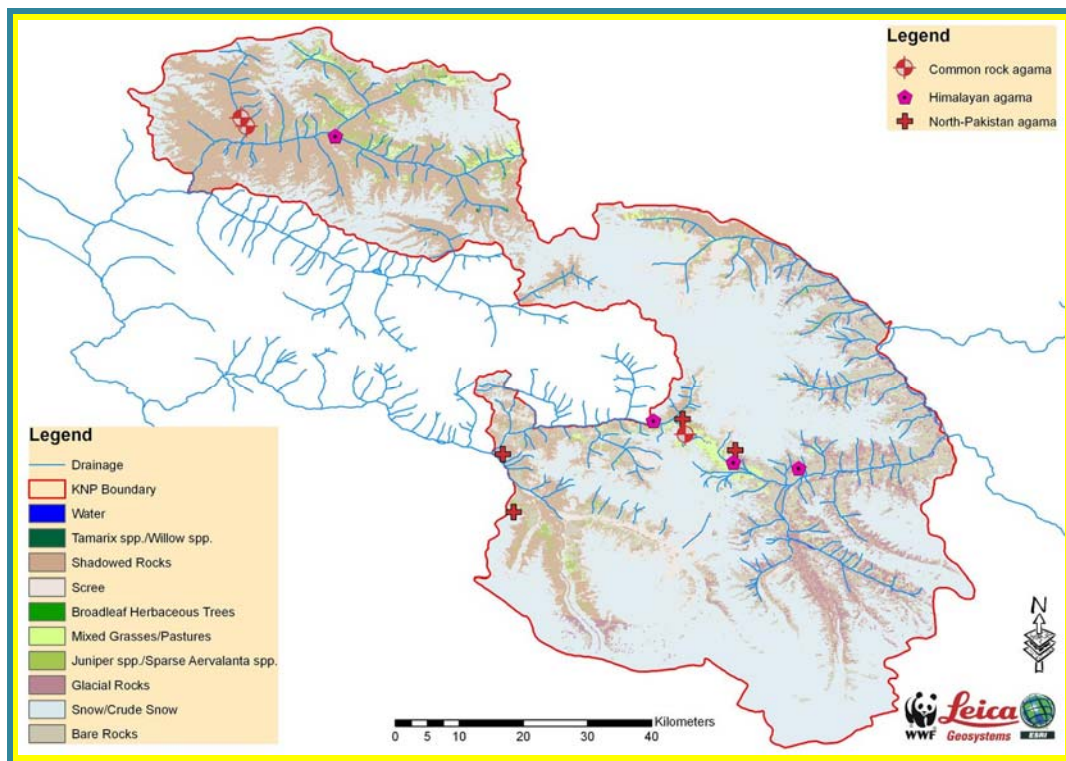 Legend
Common rock agama
Himalayan agama
North-Pakistan agama
Legend
Drainage
KNP Boundary
Water
Tamarix spp./Willow spp.
Shadowed Rocks
Scree
Broadleaf Herbaceous Trees
Mixed Grasses/Pastures
Juniper spp./Sparse Aervalanta spp.
Glacial Rocks
Snow/Crude Snow
Bare Rocks
Kilometers
0 5 10 20 30 40
N
WWF
Leica
Geosystems
ESRI